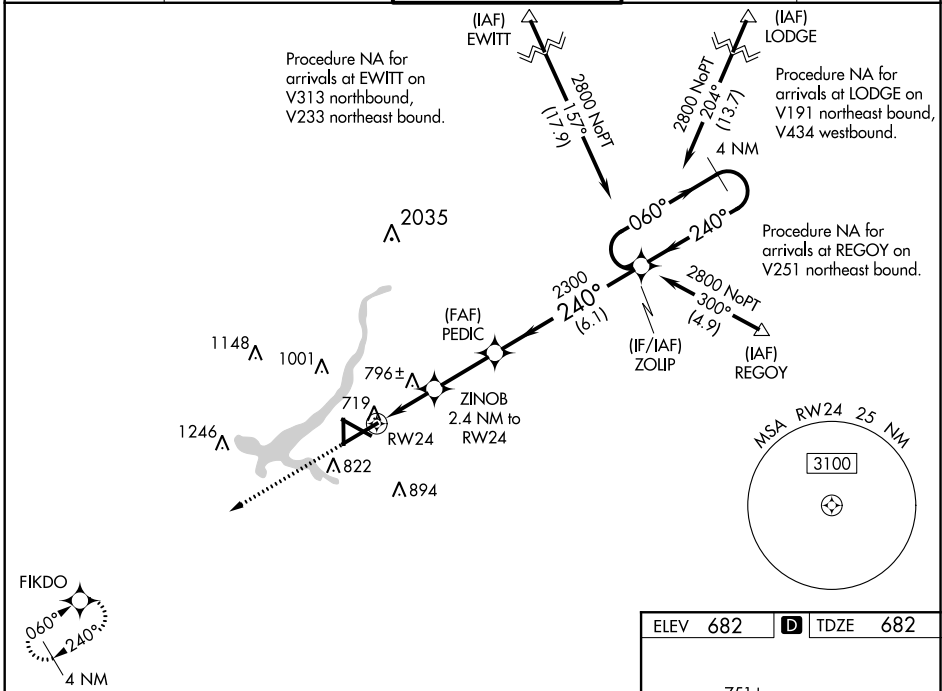 (IAF)
EWITT
(IAF)
LODGE
Procedure NA for
arrivals at EWITT on
V313 northbound,
V233 northeast bound.
2800 NoPT
157°
(17.9)
2800 NoPT
204°
(13.7)
Procedure NA for
arrivals at LODGE on
V191 northeast bound,
V434 westbound.
4 NM
060°
240°
2035
Procedure NA for
arrivals at REGOY on
V251 northeast bound.
2300
240°
(6.1)
2800 NoPT
300°
(4.9)
(FAF)
PEDIC
(IF/IAF)
ZOLIP
(IAF)
REGOY
1148
1001
796±
ZINOB
2.4 NM to
RW24
719
RW24
1246
822
894
MSA RW24 25 NM
3100
FIKDO
060°
240°
4 NM
ELEV 682 D TDZE 682